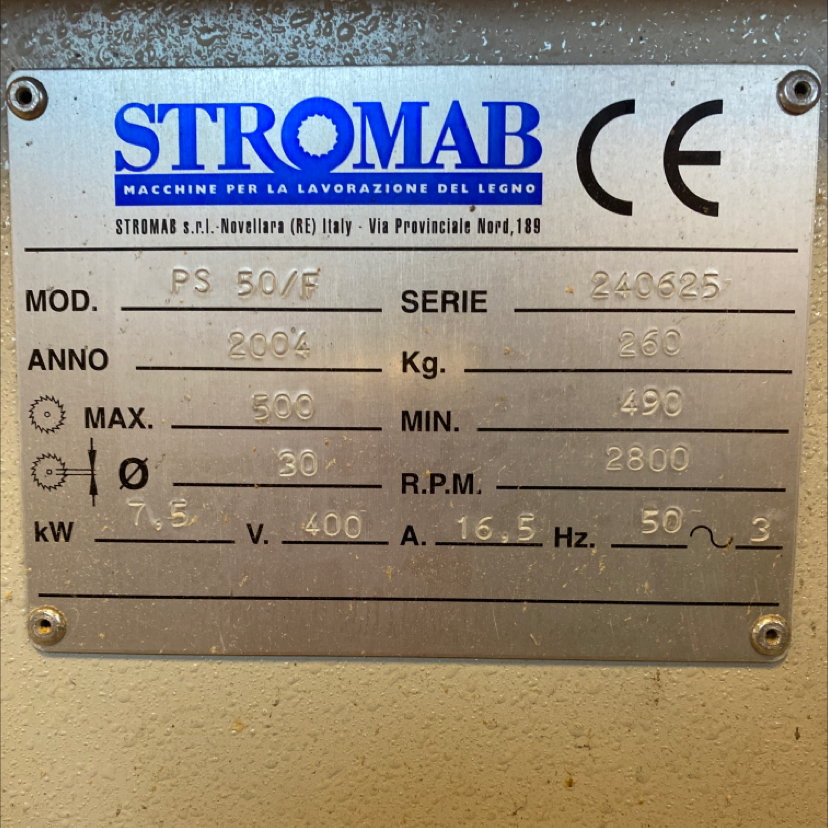 STROMAB CE
MACCHINE PER LA LAVORAZIONE DEL LEGNO
STROMAB s.r.l.-Novellara (RE) Italy - Via Provinciale Nord,189
MOD. PS 50/F SERIE 240625
ANNO 2004 Kg. 260
MAX. 500 MIN. 490
Ø 30 R.P.M. 2800
kW 7,5 V. 400 A. 16,5 Hz. 50 ~ 3